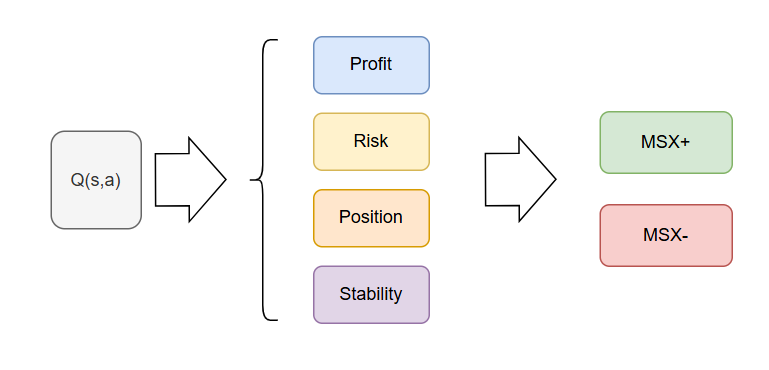 Q(s,a)
Profit
Risk
Position
Stability
MSX+
MSX-